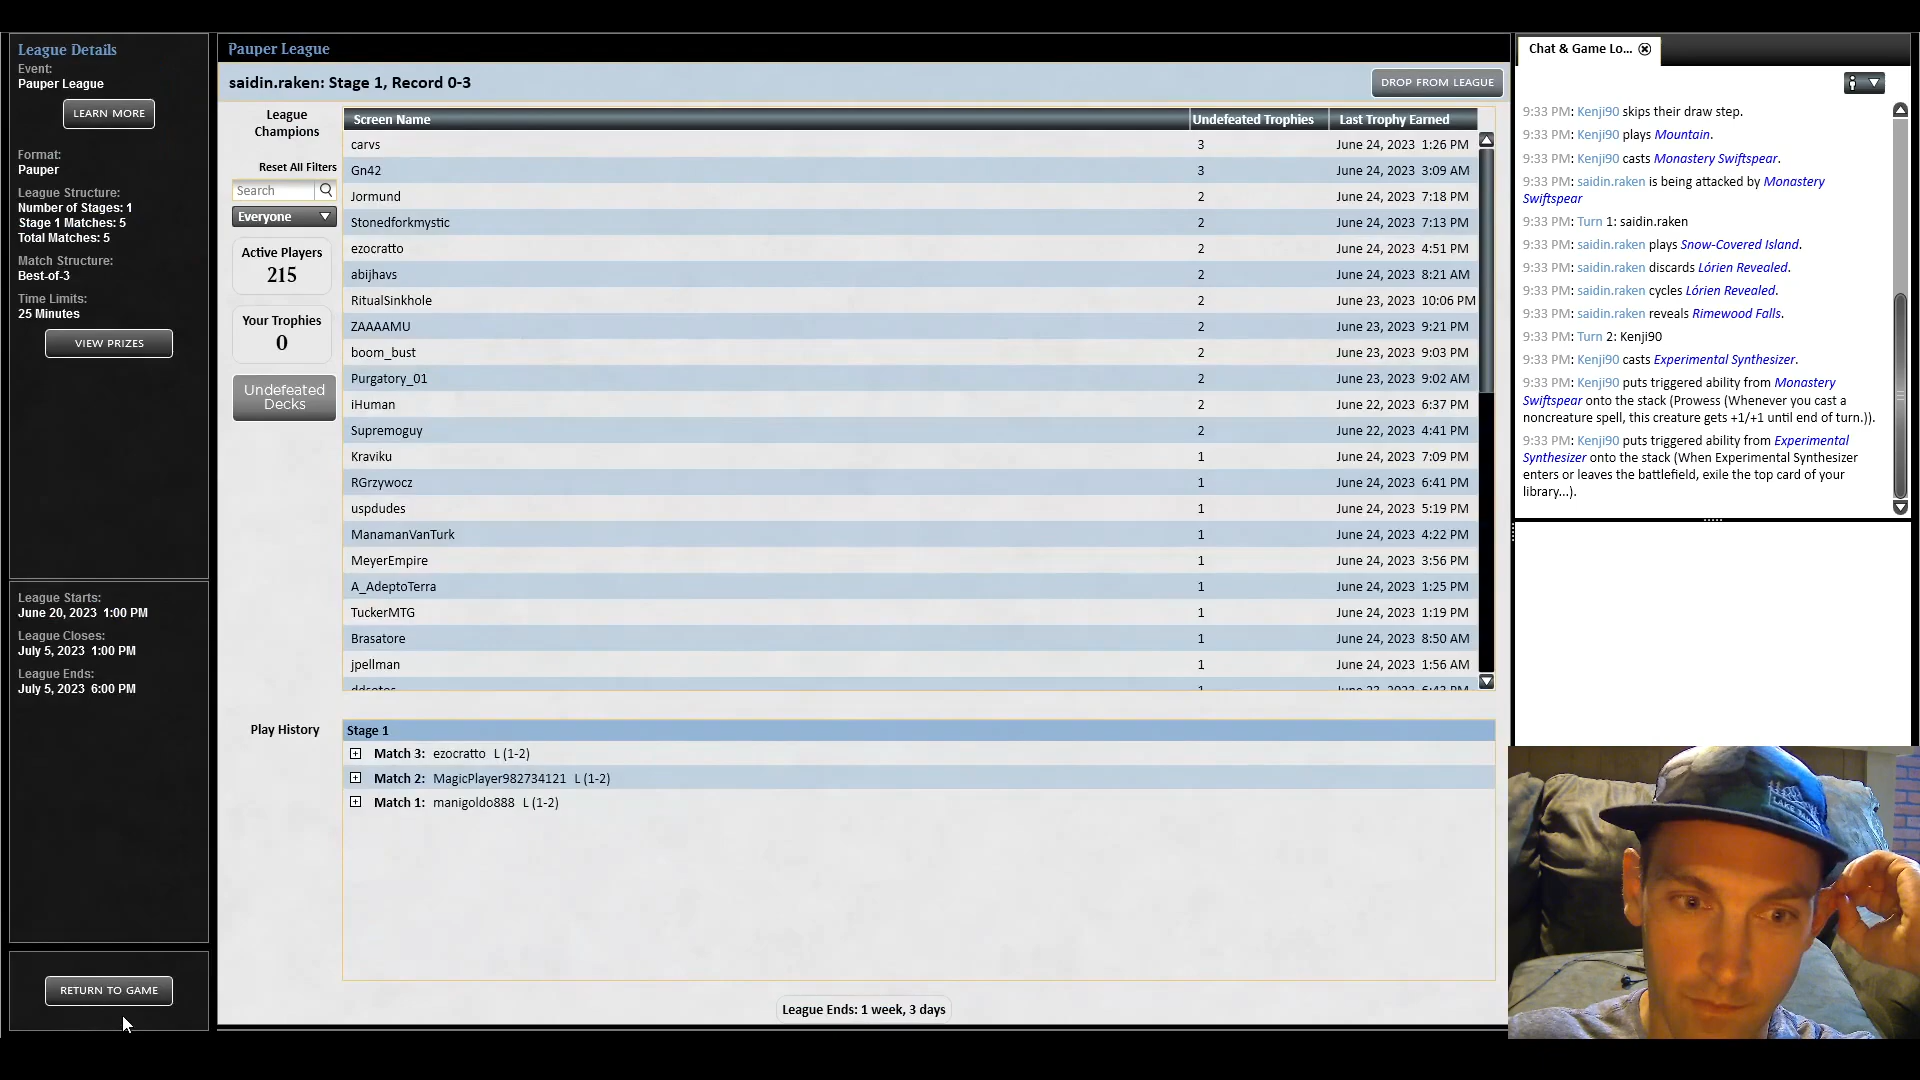 League Details
Event:
Pauper League
LEARN MORE
Format:
Pauper
League Structure:
Number of Stages: 1
Stage 1 Matches: 5
Total Matches: 5
Match Structure:
Best-of-3
Time Limits:
25 Minutes
VIEW PRIZES
League Starts:
June 20, 2023 1:00 PM
League Closes:
July 5, 2023 1:00 PM
League Ends:
July 5, 2023 6:00 PM
RETURN TO GAME
Pauper League
saidin.raken: Stage 1, Record 0-3
DROP FROM LEAGUE
League
Champions
Reset All Filters
Search
Everyone
Active Players
215
Your Trophies
0
Undefeated
Decks
Screen Name Undefeated Trophies Last Trophy Earned
carvs 3 June 24, 2023 1:26 PM
Gn42 3 June 24, 2023 3:09 AM
Jormund 2 June 24, 2023 7:18 PM
Stonedforkmystic 2 June 24, 2023 7:13 PM
ezocratto 2 June 24, 2023 4:51 PM
abijhavs 2 June 24, 2023 8:21 AM
RitualSinkhole 2 June 23, 2023 10:06 PM
ZAAAAMU 2 June 23, 2023 9:21 PM
boom_bust 2 June 23, 2023 9:03 PM
Purgatory_01 2 June 23, 2023 9:02 AM
iHuman 2 June 22, 2023 6:37 PM
Supremoguy 2 June 22, 2023 4:41 PM
Kraviku 1 June 24, 2023 7:09 PM
RGrzywocz 1 June 24, 2023 6:41 PM
uspdudes 1 June 24, 2023 5:19 PM
ManamanVanTurk 1 June 24, 2023 4:22 PM
MeyerEmpire 1 June 24, 2023 3:56 PM
A_AdeptoTerra 1 June 24, 2023 1:25 PM
TuckerMTG 1 June 24, 2023 1:19 PM
Brasatore 1 June 24, 2023 8:50 AM
jpellman 1 June 24, 2023 1:56 AM
Play History
Stage 1
Match 3: ezocratto L (1-2)
Match 2: MagicPlayer982734121 L (1-2)
Match 1: manigoldo888 L (1-2)
League Ends: 1 week, 3 days
Chat & Game Lo...
9:33 PM: Kenji90 skips their draw step.
9:33 PM: Kenji90 plays Mountain.
9:33 PM: Kenji90 casts Monastery Swiftspear.
9:33 PM: saidin.raken is being attacked by Monastery
Swiftspear
9:33 PM: Turn 1: saidin.raken
9:33 PM: saidin.raken plays Snow-Covered Island.
9:33 PM: saidin.raken discards Lórien Revealed.
9:33 PM: saidin.raken cycles Lórien Revealed.
9:33 PM: saidin.raken reveals Rimewood Falls.
9:33 PM: Turn 2: Kenji90
9:33 PM: Kenji90 casts Experimental Synthesizer.
9:33 PM: Kenji90 puts triggered ability from Monastery
Swiftspear onto the stack (Prowess (Whenever you cast a
noncreature spell, this creature gets +1/+1 until end of turn.)).
9:33 PM: Kenji90 puts triggered ability from Experimental
Synthesizer onto the stack (When Experimental Synthesizer
enters or leaves the battlefield, exile the top card of your
library...).